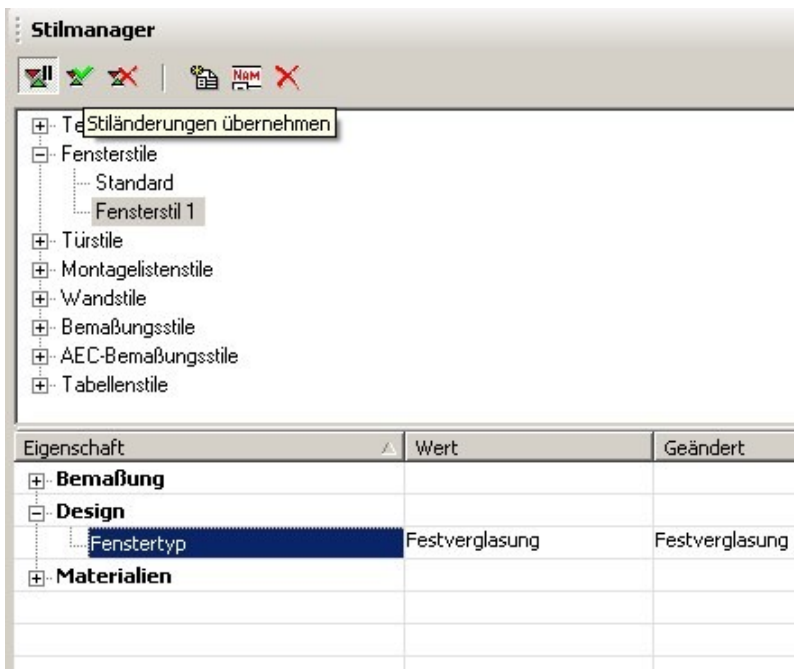 Stilmanager
NAM
Te
Stiländerungen übernehmen
Fensterstile
Standard
Fensterstil 1
Türstile
Montagelistenstile
Wandstile
Bemaßungsstile
AEC-Bemaßungsstile
Tabellenstile
Eigenschaft Wert Geändert
Bemaßung
Design
Fenstertyp Festverglasung Festverglasung
Materialien